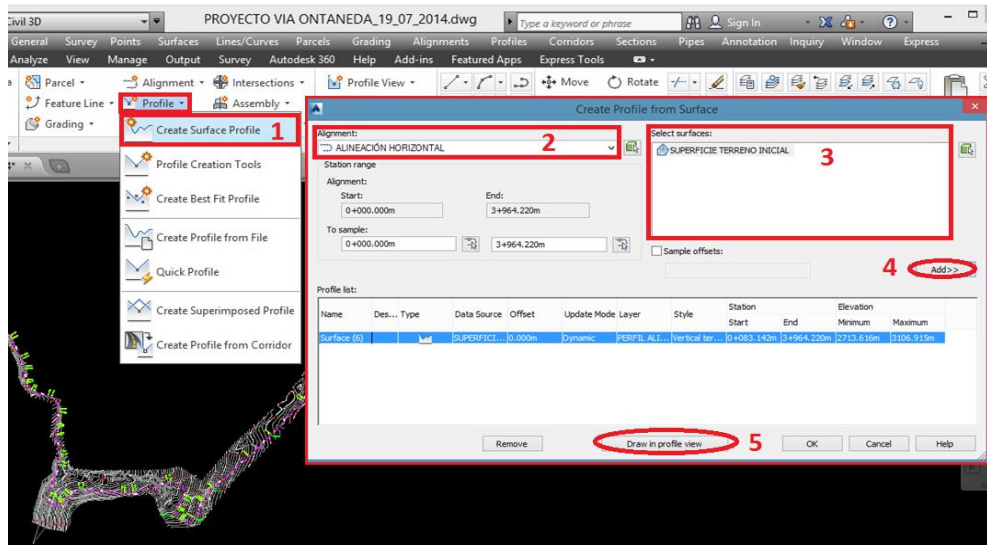 Civil 3D
PROYECTO VIA ONTANEDA_19_07_2014.dwg
Type a keyword or phrase
Sign In
General Survey Points Surfaces Lines/Curves Parcels Grading Alignments Profiles Corridors Sections Pipes Annotation Inquiry Window Express
Analyze View Manage Output Survey Autodesk 360 Help Add-ins Featured Apps Express Tools
Parcel
Alignment
Intersections
Profile View
Move
Rotate
Feature Line
Profile
Assembly
Grading
Create Surface Profile 1
Profile Creation Tools
Create Best Fit Profile
Create Profile from File
Quick Profile
Create Superimposed Profile
Create Profile from Corridor
Create Profile from Surface
Alignment:
ALINEACIÓN HORIZONTAL 2
Select surfaces:
SUPERFICIE TERRENO INICIAL
3
Station range
Alignment:
Start: End:
0+000.000m 3+964.220m
To sample:
0+000.000m 3+964.220m
Sample offsets:
4 Add>>
Profile list:
Name Des... Type Data Source Offset Update Mode Layer Style Station Elevation
Start End Minimum Maximum
Surface (6) SUPERFICI... 0.000m Dynamic PERFIL ALI... Vertical ter... 0+083.142m 3+964.220m 2713.616m 3106.915m
Remove Draw in profile view 5 OK Cancel Help